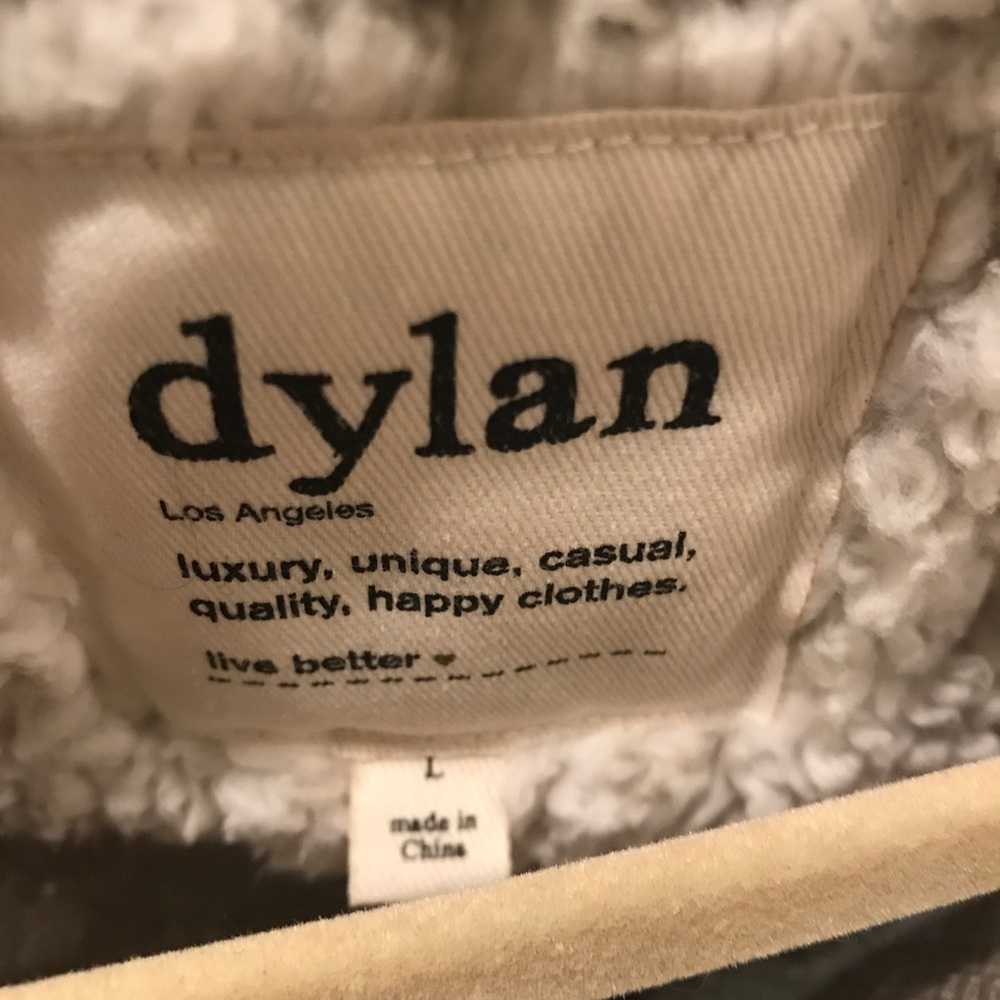 dylan
Los Angeles
luxury, unique, casual,
quality, happy clothes.
live better ♥
L
made in
China